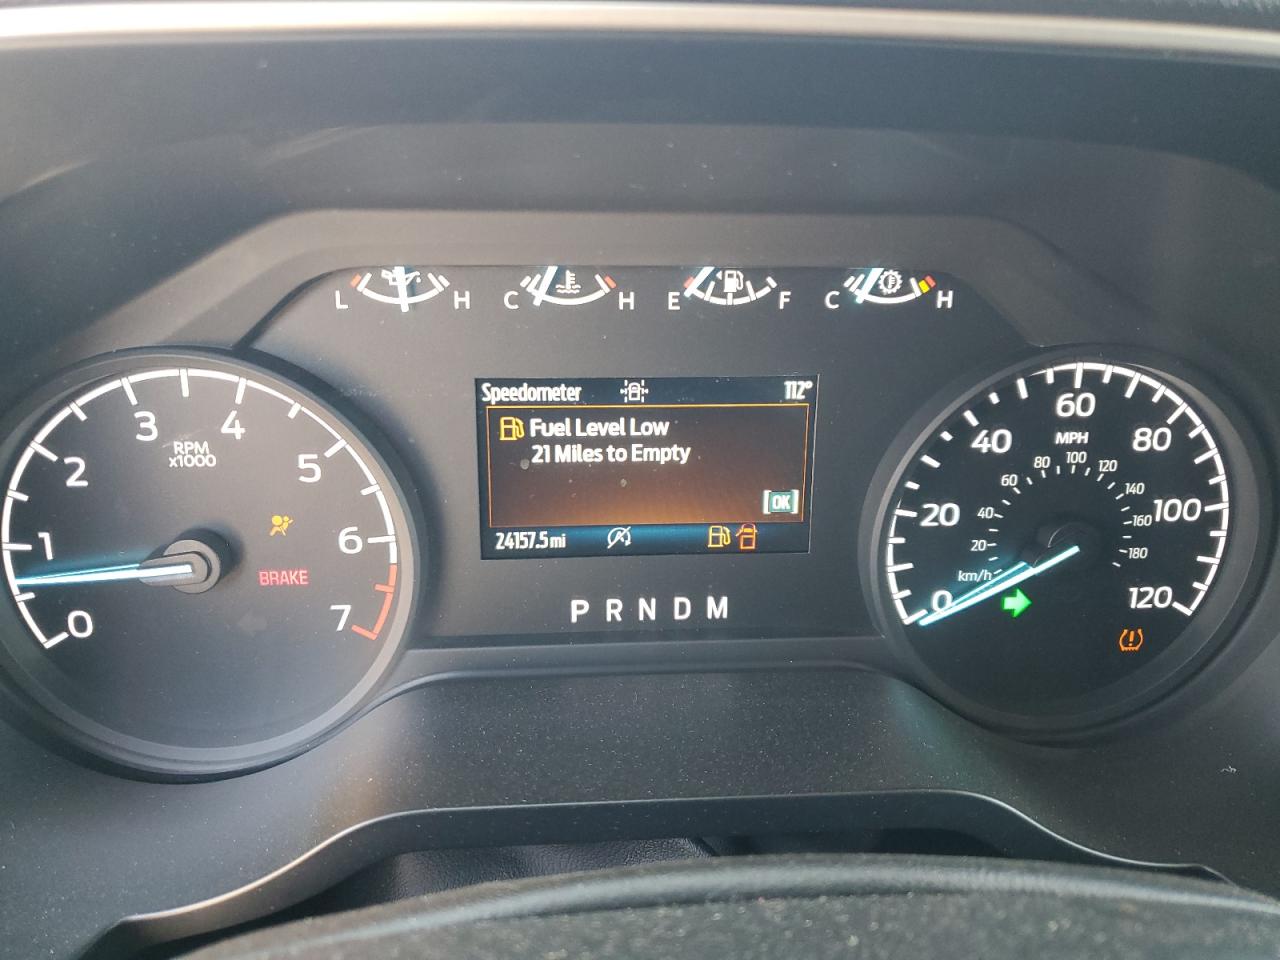 L H C H E F C H
Speedometer 112°
Fuel Level Low
21 Miles to Empty
OK
24157.5 mi
P R N D M
0 1 2 3 4 5 6 7
RPM
x1000
BRAKE
0 20 40 60 80 100 120
MPH
20 40 60 80 100 120 140 160 180
km/h